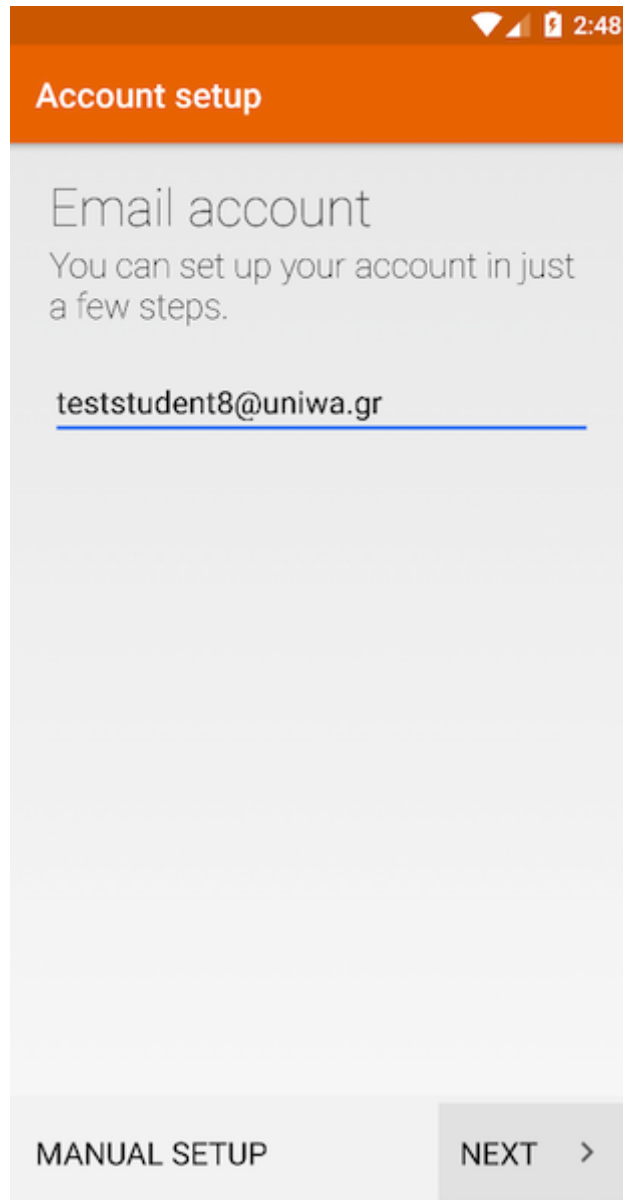 2:48
Account setup
Email account
You can set up your account in just
a few steps.
teststudent8@uniwa.gr
MANUAL SETUP
NEXT >